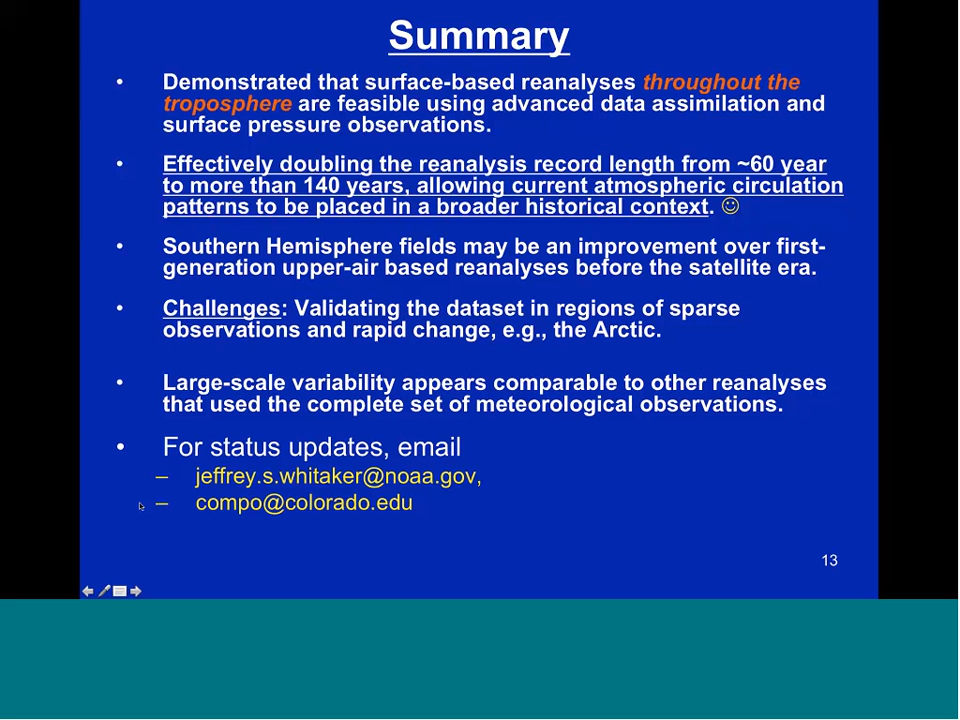 Summary
• Demonstrated that surface-based reanalyses throughout the
troposphere are feasible using advanced data assimilation and
surface pressure observations.
• Effectively doubling the reanalysis record length from ~60 year
to more than 140 years, allowing current atmospheric circulation
patterns to be placed in a broader historical context. ☺
• Southern Hemisphere fields may be an improvement over first-
generation upper-air based reanalyses before the satellite era.
• Challenges: Validating the dataset in regions of sparse
observations and rapid change, e.g., the Arctic.
• Large-scale variability appears comparable to other reanalyses
that used the complete set of meteorological observations.
• For status updates, email
– jeffrey.s.whitaker@noaa.gov,
– compo@colorado.edu
13